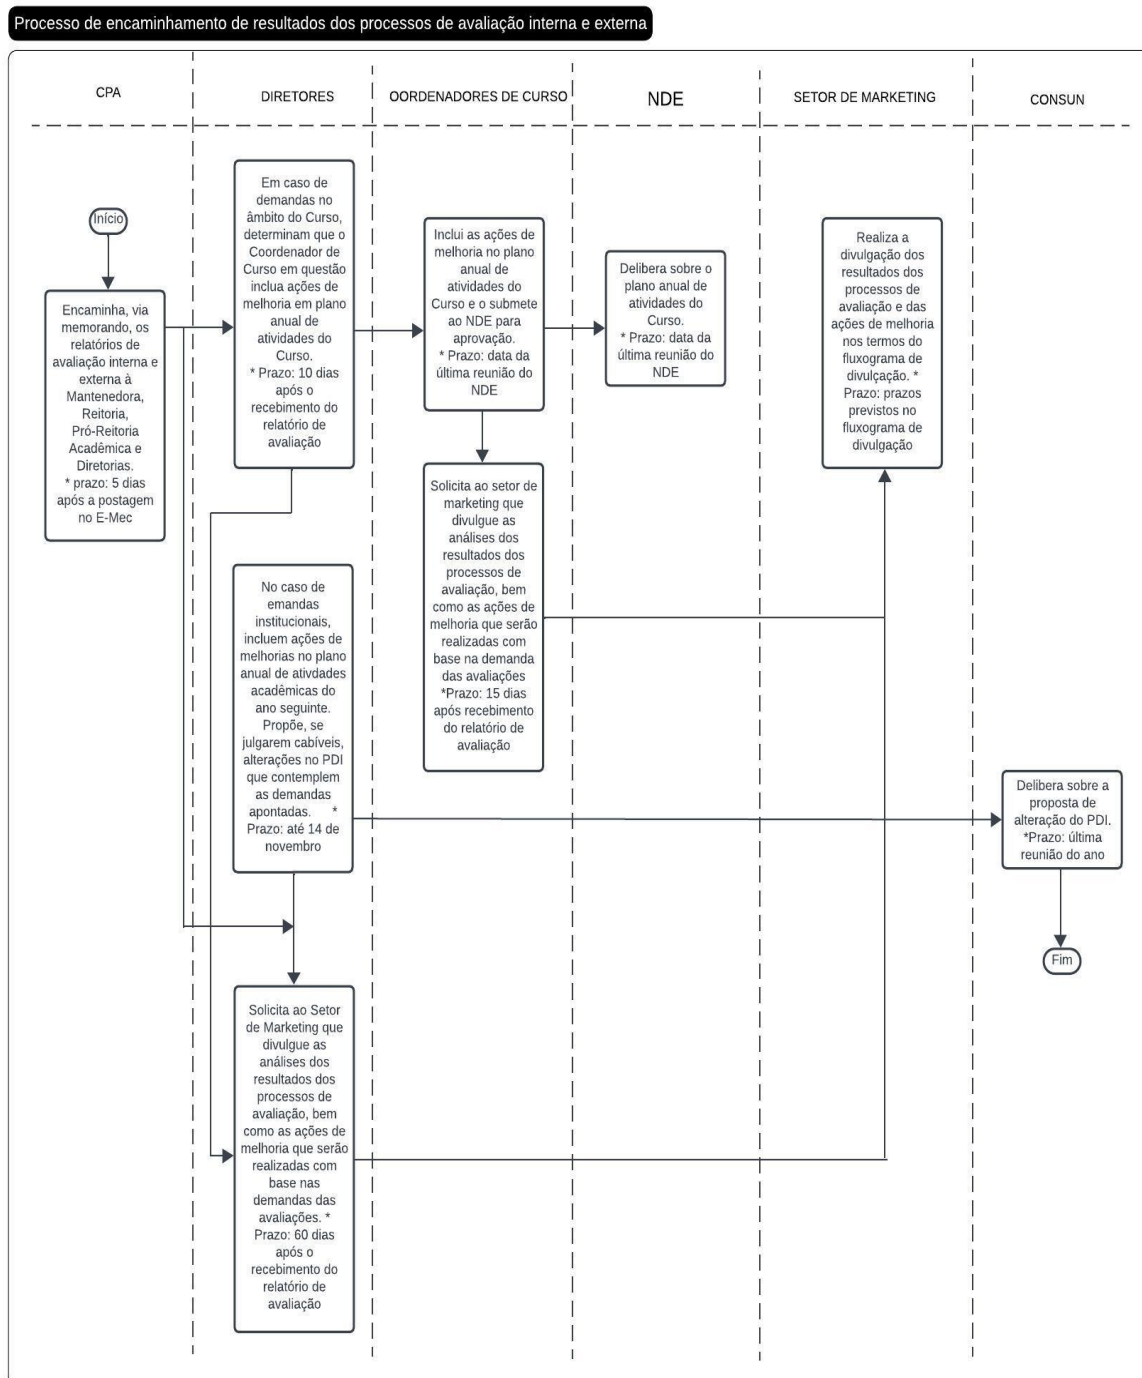 Processo de encaminhamento de resultados dos processos de avaliação interna e externa
CPA
DIRETORES
OORDENADORES DE CURSO
NDE
SETOR DE MARKETING
CONSUN
Início
Encaminha, via
memorando, os
relatórios de
avaliação interna e
externa à
Mantenedora,
Reitoria,
Pró-Reitoria
Acadêmica e
Diretorias.
* prazo: 5 dias
após a postagem
no E-Mec
Em caso de
demandas no
âmbito do Curso,
determinam que o
Coordenador de
Curso em questão
inclua ações de
melhoria em plano
anual de
atividades do
Curso.
* Prazo: 10 dias
após o
recebimento do
relatório de
avaliação
Inclui as ações de
melhoria no plano
anual de
atividades do
Curso e o submete
ao NDE para
aprovação.
* Prazo: data da
última reunião do
NDE
Delibera sobre o
plano anual de
atividades do
Curso.
* Prazo: data da
última reunião do
NDE
Realiza a
divulgação dos
resultados dos
processos de
avaliação e das
ações de melhoria
nos termos do
fluxograma de
divulçação. *
Prazo: prazos
previstos no
fluxograma de
divulgação
Solicita ao setor de
marketing que
divulgue as
análises dos
resultados dos
processos de
avaliação, bem
como as ações de
melhoria que serão
realizadas com
base na demanda
das avaliações
*Prazo: 15 dias
após recebimento
do relatório de
avaliação
No caso de
emandas
institucionais,
incluem ações de
melhorias no plano
anual de ativdades
acadêmicas do
ano seguinte.
Propõe, se
julgarem cabíveis,
alterações no PDI
que contemplem
as demandas
apontadas. *
Prazo: até 14 de
novembro
Delibera sobre a
proposta de
alteração do PDI.
*Prazo: última
reunião do ano
Fim
Solicita ao Setor
de Marketing que
divulgue as
análises dos
resultados dos
processos de
avaliação, bem
como as ações de
melhoria que serão
realizadas com
base nas
demandas das
avaliações. *
Prazo: 60 dias
após o
recebimento do
relatório de
avaliação